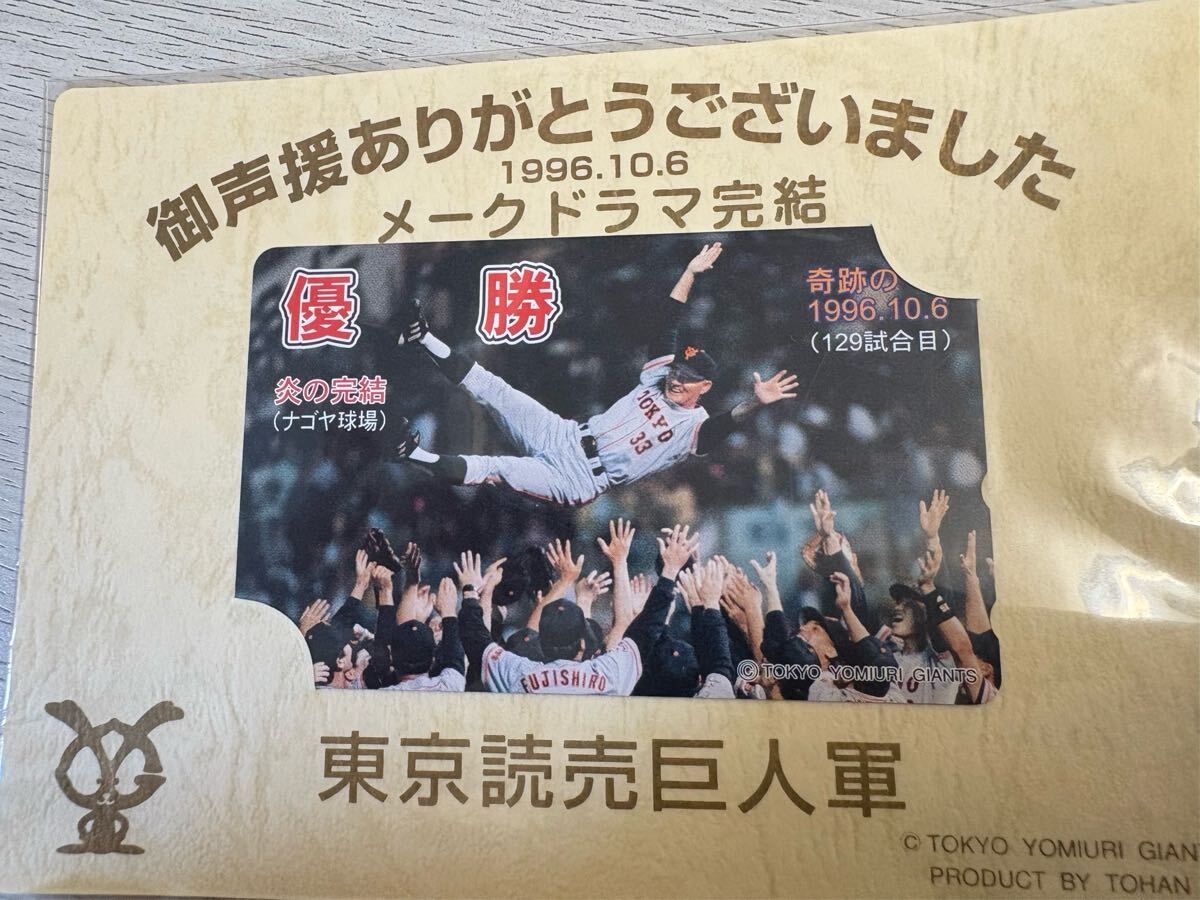 御声援ありがとうございました
1996.10.6
メークドラマ完結
優 勝
奇跡の
1996.10.6
(129試合目)
炎の完結
(ナゴヤ球場)
TOKYO
33
FUJISHIRO
©TOKYO YOMIURI GIANTS
東京読売巨人軍
© TOKYO YOMIURI GIAN
PRODUCT BY TOHAN